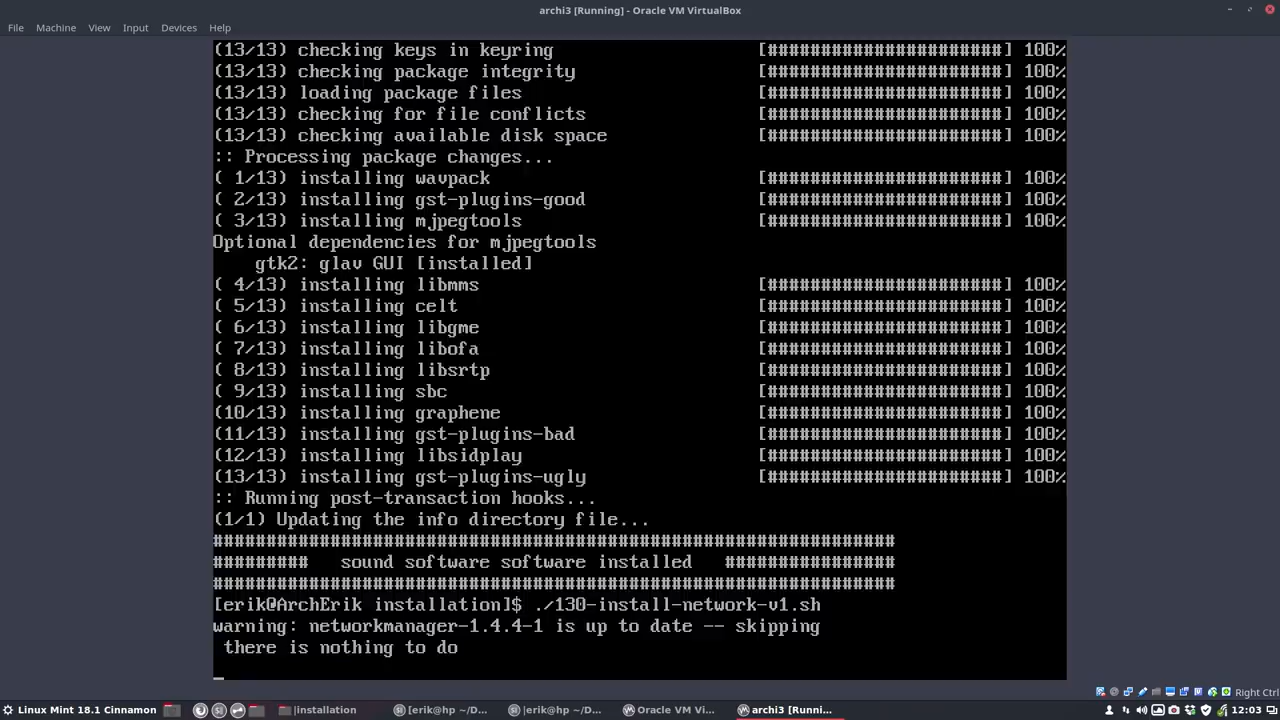 archi3 [Running] - Oracle VM VirtualBox
File Machine View Input Devices Help
(13/13) checking keys in keyring [######################] 100%
(13/13) checking package integrity [######################] 100%
(13/13) loading package files [######################] 100%
(13/13) checking for file conflicts [######################] 100%
(13/13) checking available disk space [######################] 100%
:: Processing package changes...
( 1/13) installing wavpack [######################] 100%
( 2/13) installing gst-plugins-good [######################] 100%
( 3/13) installing mjpegtools [######################] 100%
Optional dependencies for mjpegtools
    gtk2: glav GUI [installed]
( 4/13) installing libmms [######################] 100%
( 5/13) installing celt [######################] 100%
( 6/13) installing libgme [######################] 100%
( 7/13) installing libofa [######################] 100%
( 8/13) installing libsrtp [######################] 100%
( 9/13) installing sbc [######################] 100%
(10/13) installing graphene [######################] 100%
(11/13) installing gst-plugins-bad [######################] 100%
(12/13) installing libsidplay [######################] 100%
(13/13) installing gst-plugins-ugly [######################] 100%
:: Running post-transaction hooks...
(1/1) Updating the info directory file...
################################################################
#########   sound software software installed   ################
################################################################
[erik@ArchErik installation]$ ./130-install-network-v1.sh
warning: networkmanager-1.4.4-1 is up to date -- skipping
 there is nothing to do
_
Linux Mint 18.1 Cinnamon |installation [erik@hp ~/D... |erik@hp ~/D... Oracle VM Vi... archi3 [Runni... Right Ctrl 12:03